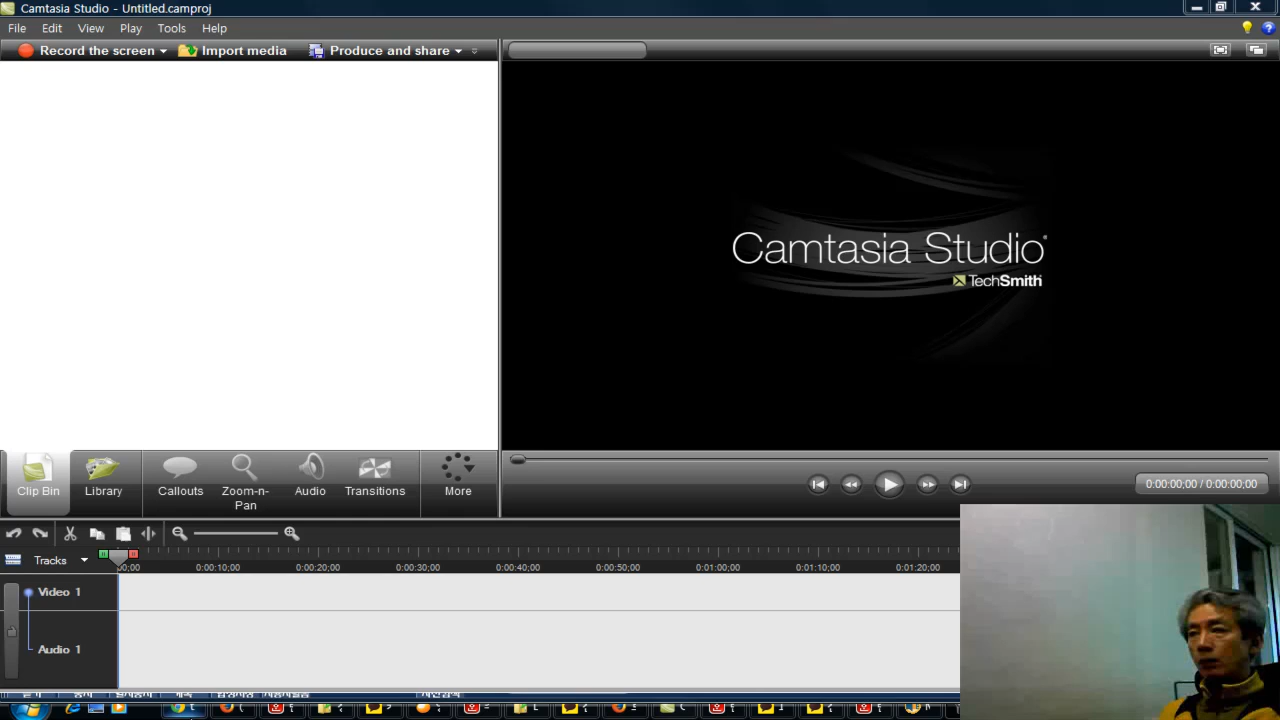 Camtasia Studio - Untitled.camproj
File Edit View Play Tools Help
Record the screen Import media Produce and share
Camtasia Studio
TechSmith
Clip Bin
Library
Callouts
Zoom-n-
Pan
Audio
Transitions
More
0:00:00;00 / 0:00:00;00
Tracks
00;00 0:00:10;00 0:00:20;00 0:00:30;00 0:00:40;00 0:00:50;00 0:01:00;00 0:01:10;00 0:01:20;00
Video 1
Audio 1